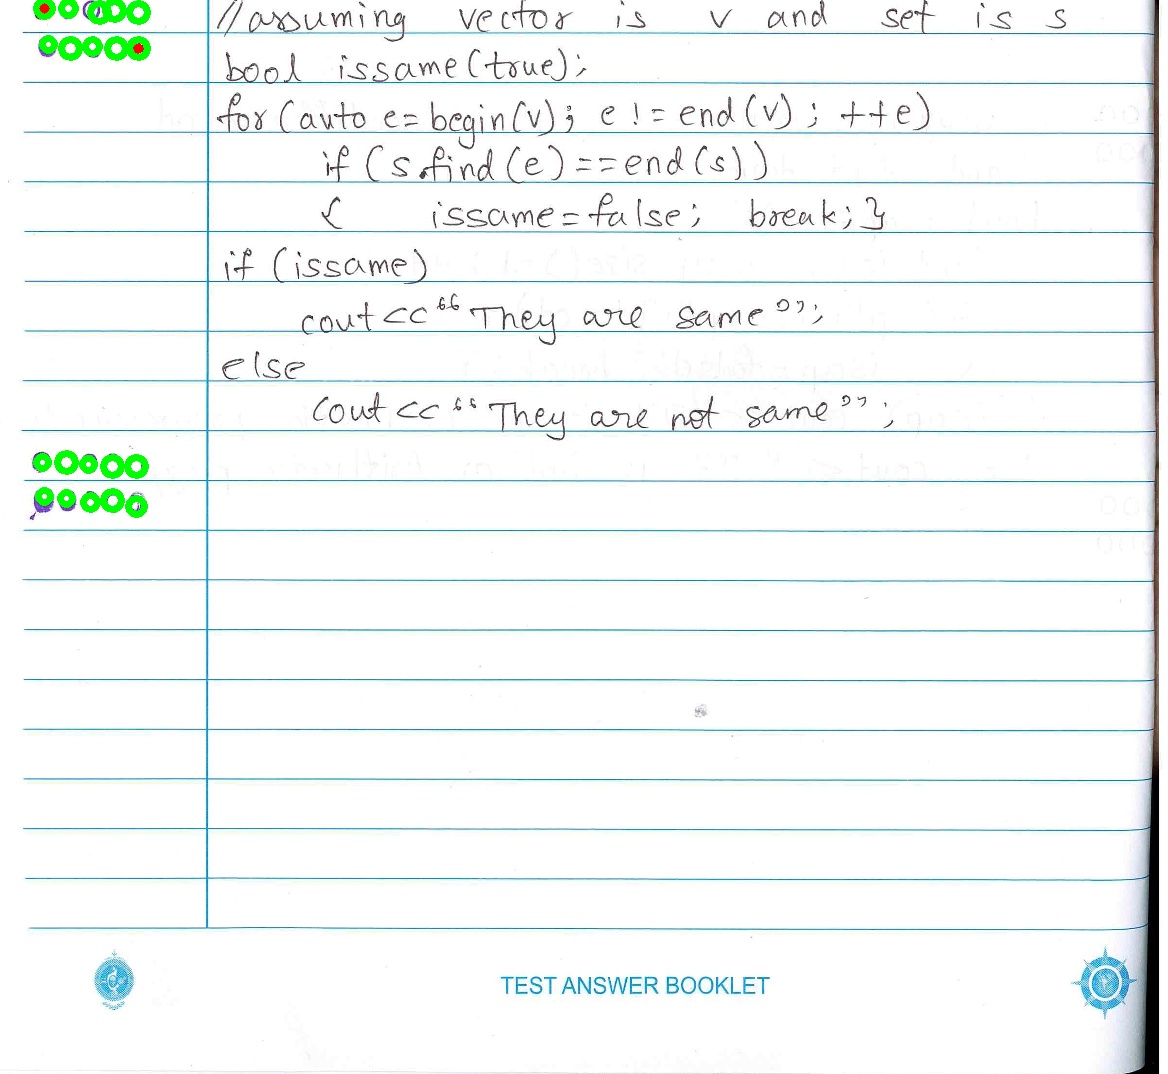 //assuming vector is v and set is s
bool issame(true);
for (auto e= begin(v); e != end(v) ; ++e)
if (s.find(e)==end(s))
{ issame=false; break;}
if (issame)
cout<<“They are same”;
else
cout<<“They are not same”;
TEST ANSWER BOOKLET